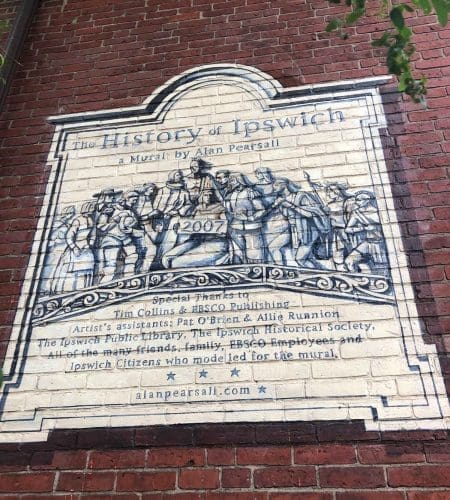 The History of Ipswich
a Mural by Alan Pearsall
2007
Special Thanks to
Tim Collins & EBSCO Publishing
Artist's assistants; Pat O'Brien & Allie Runnion
The Ipswich Public Library, The Ipswich Historical Society,
All of the many friends, family, EBSCO Employees and
Ipswich Citizens who modeled for the mural.
alanpearsall.com